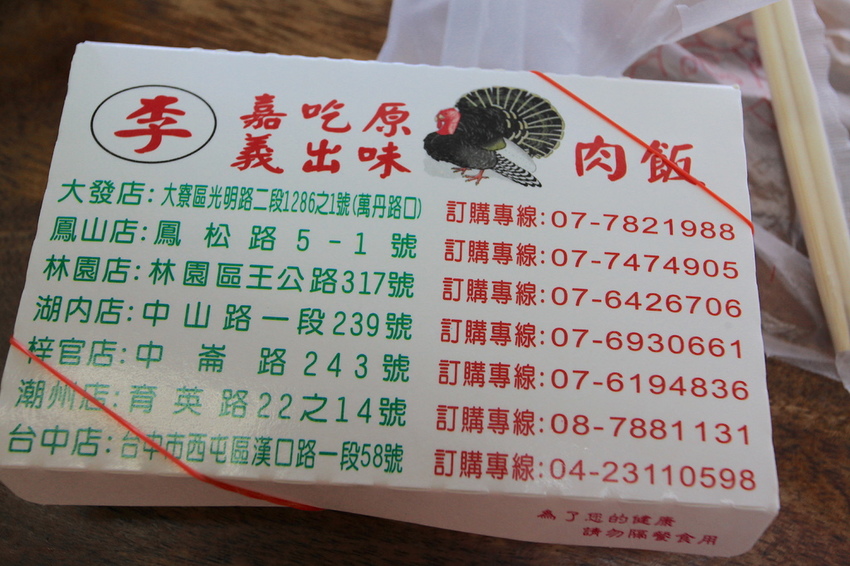 李
嘉義 吃出 原味 肉飯
大發店：大寮區光明路二段1286之1號(萬丹路口) 訂購專線：07-7821988
鳳山店：鳳松路5-1號 訂購專線：07-7474905
林園店：林園區王公路317號 訂購專線：07-6426706
湖內店：中山路一段239號 訂購專線：07-6930661
梓官店：中崙路243號 訂購專線：07-6194836
潮州店：育英路22之14號 訂購專線：08-7881131
台中店：台中市西屯區漢口路一段58號 訂購專線：04-23110598
為了您的健康
請勿隔餐食用